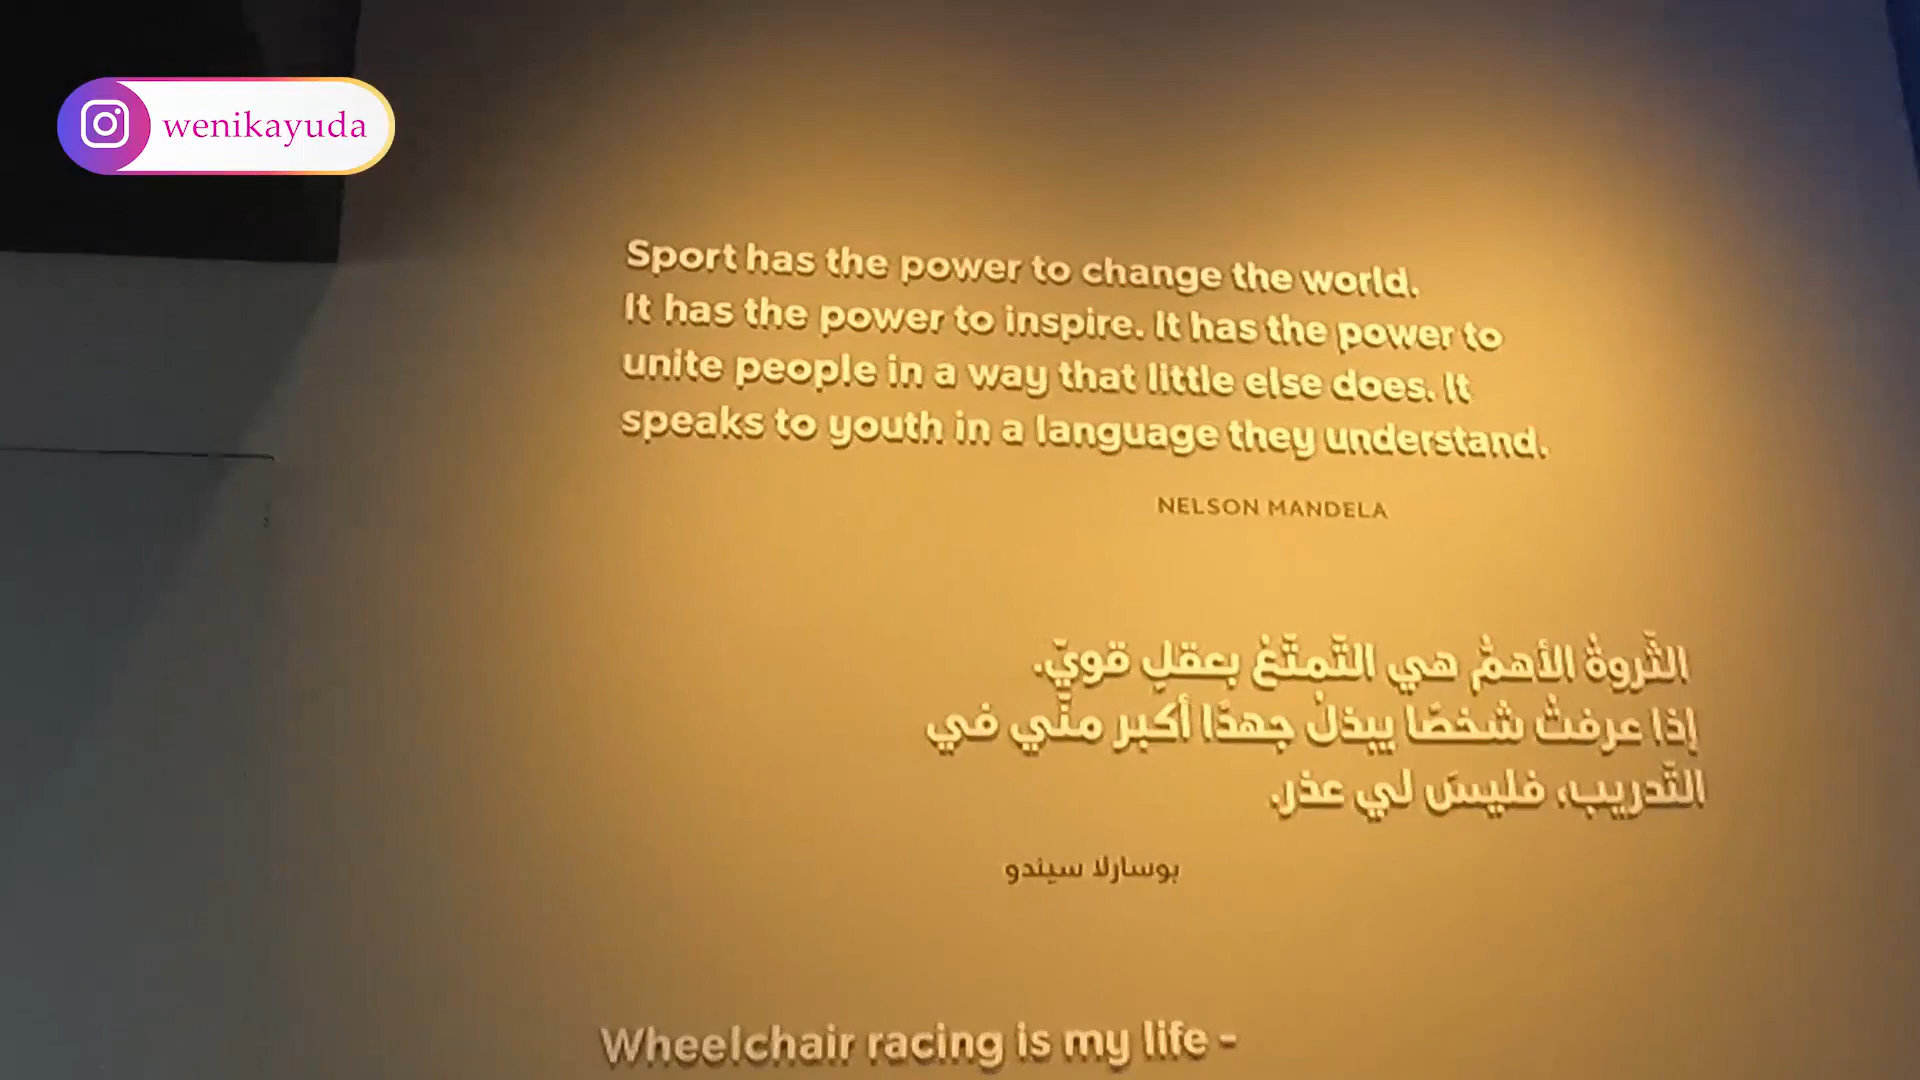 wenikayuda
Sport has the power to change the world.
It has the power to inspire. It has the power to
unite people in a way that little else does. It
speaks to youth in a language they understand.
NELSON MANDELA
الثّروةُ الأهمُّ هي التّمتّعُ بعقلٍ قويّ.
إذا عرفتُ شخصًا يبذلُ جهدًا أكبر منّي في
التّدريب، فليسَ لي عذر.
بوسارلا سيندو
Wheelchair racing is my life -